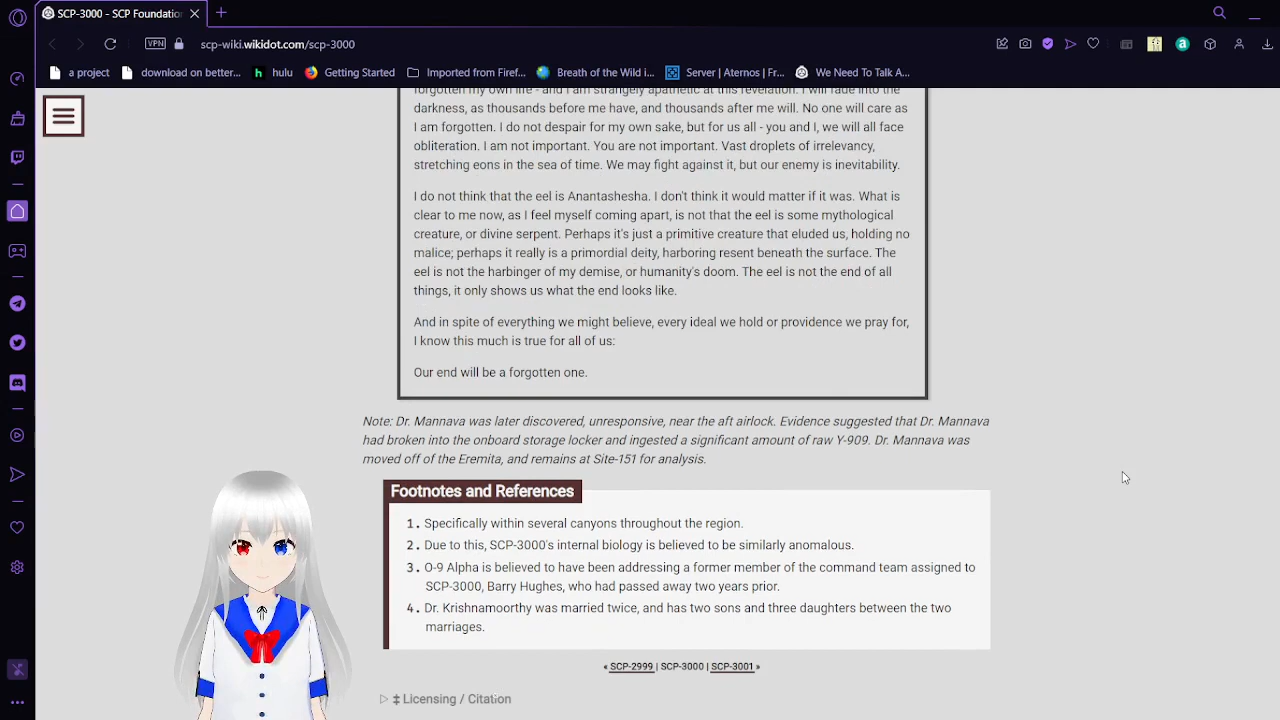 SCP-3000 - SCP Foundation
VPN
scp-wiki.wikidot.com/scp-3000
a project
download on better...
hulu
Getting Started
Imported from Firef...
Breath of the Wild i...
Server | Aternos | Fr...
We Need To Talk A...
forgotten my own life - and I am strangely apathetic at this revelation. I will fade into the
darkness, as thousands before me have, and thousands after me will. No one will care as
I am forgotten. I do not despair for my own sake, but for us all - you and I, we will all face
obliteration. I am not important. You are not important. Vast droplets of irrelevancy,
stretching eons in the sea of time. We may fight against it, but our enemy is inevitability.
I do not think that the eel is Anantashesha. I don't think it would matter if it was. What is
clear to me now, as I feel myself coming apart, is not that the eel is some mythological
creature, or divine serpent. Perhaps it's just a primitive creature that eluded us, holding no
malice; perhaps it really is a primordial deity, harboring resent beneath the surface. The
eel is not the harbinger of my demise, or humanity's doom. The eel is not the end of all
things, it only shows us what the end looks like.
And in spite of everything we might believe, every ideal we hold or providence we pray for,
I know this much is true for all of us:
Our end will be a forgotten one.
Note: Dr. Mannava was later discovered, unresponsive, near the aft airlock. Evidence suggested that Dr. Mannava
had broken into the onboard storage locker and ingested a significant amount of raw Y-909. Dr. Mannava was
moved off of the Eremita, and remains at Site-151 for analysis.
Footnotes and References
1. Specifically within several canyons throughout the region.
2. Due to this, SCP-3000's internal biology is believed to be similarly anomalous.
3. O-9 Alpha is believed to have been addressing a former member of the command team assigned to
SCP-3000, Barry Hughes, who had passed away two years prior.
4. Dr. Krishnamoorthy was married twice, and has two sons and three daughters between the two
marriages.
« SCP-2999 | SCP-3000 | SCP-3001 »
‡ Licensing / Citation